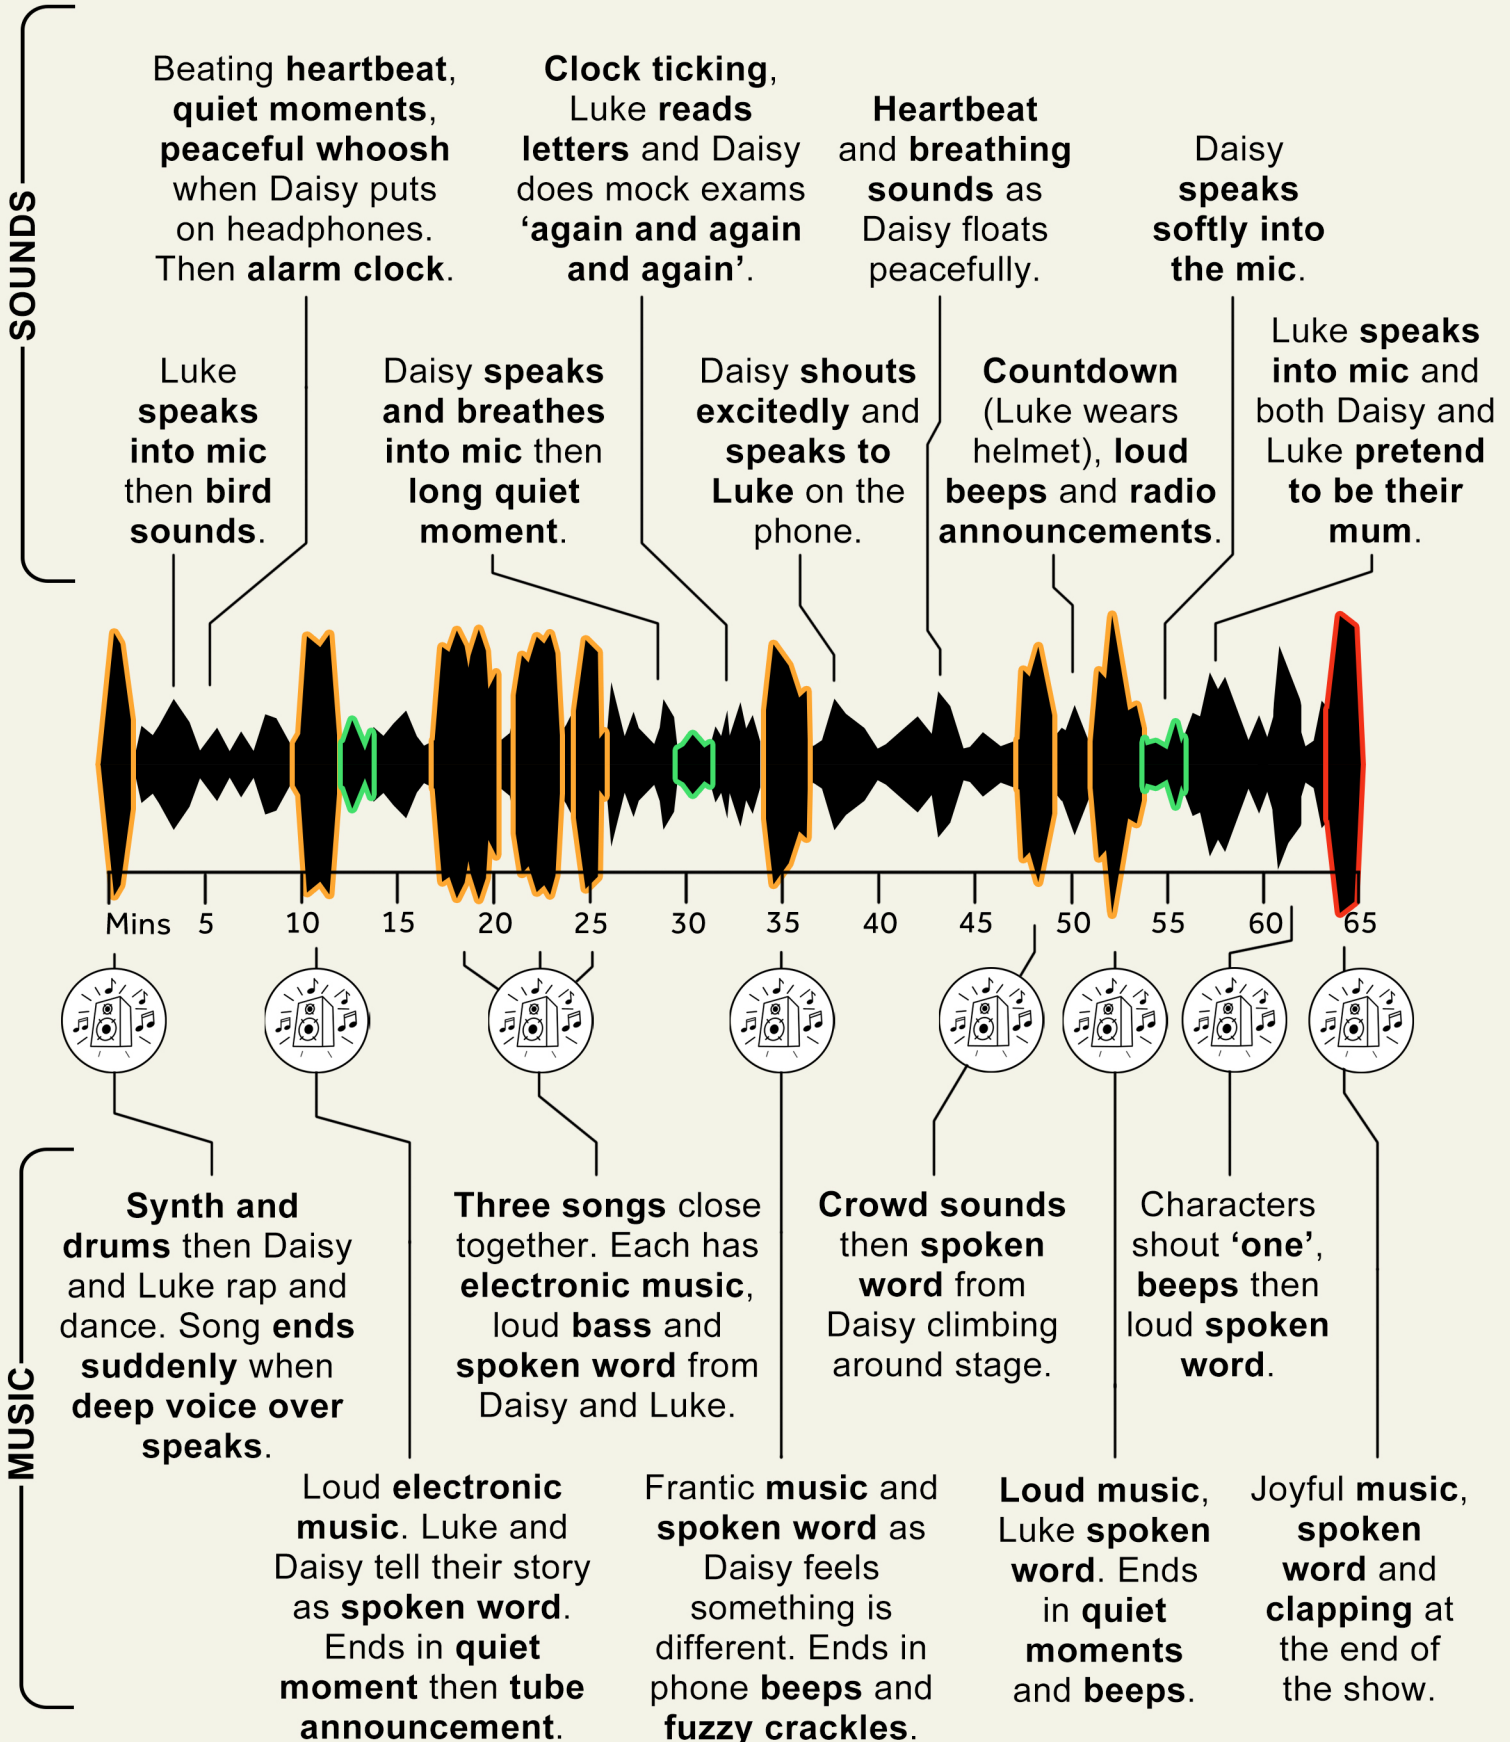 SOUNDS
Beating heartbeat,
quiet moments,
peaceful whoosh
when Daisy puts
on headphones.
Then alarm clock.
Clock ticking,
Luke reads
letters and Daisy
does mock exams
‘again and again
and again’.
Heartbeat
and breathing
sounds as
Daisy floats
peacefully.
Daisy
speaks
softly into
the mic.
Luke
speaks
into mic
then bird
sounds.
Daisy speaks
and breathes
into mic then
long quiet
moment.
Daisy shouts
excitedly and
speaks to
Luke on the
phone.
Countdown
(Luke wears
helmet), loud
beeps and radio
announcements.
Luke speaks
into mic and
both Daisy and
Luke pretend
to be their
mum.
Mins 5 10 15 20 25 30 35 40 45 50 55 60 65
MUSIC
Synth and
drums then Daisy
and Luke rap and
dance. Song ends
suddenly when
deep voice over
speaks.
Three songs close
together. Each has
electronic music,
loud bass and
spoken word from
Daisy and Luke.
Crowd sounds
then spoken
word from
Daisy climbing
around stage.
Characters
shout ‘one’,
beeps then
loud spoken
word.
Loud electronic
music. Luke and
Daisy tell their story
as spoken word.
Ends in quiet
moment then tube
announcement.
Frantic music and
spoken word as
Daisy feels
something is
different. Ends in
phone beeps and
fuzzy crackles.
Loud music,
Luke spoken
word. Ends
in quiet
moments
and beeps.
Joyful music,
spoken
word and
clapping at
the end of
the show.